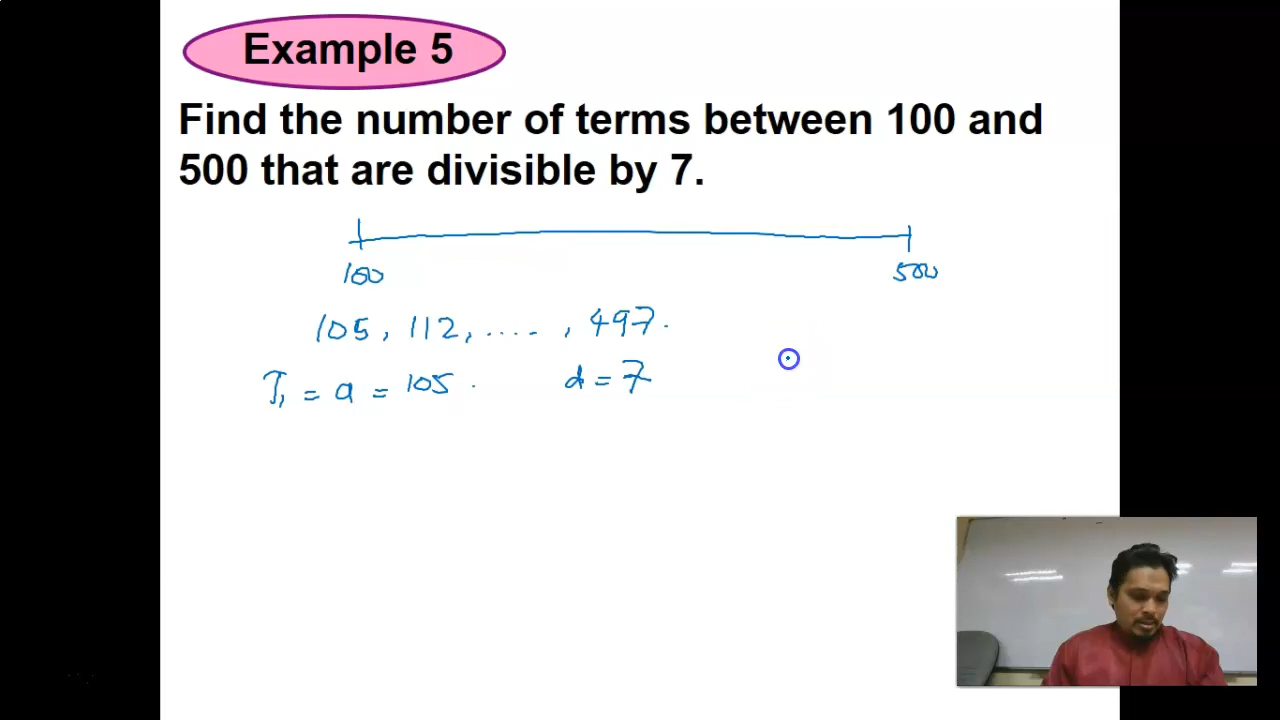 Example 5
Find the number of terms between 100 and
500 that are divisible by 7.
100 500
105, 112, ...., 497.
T₁ = a = 105. d = 7